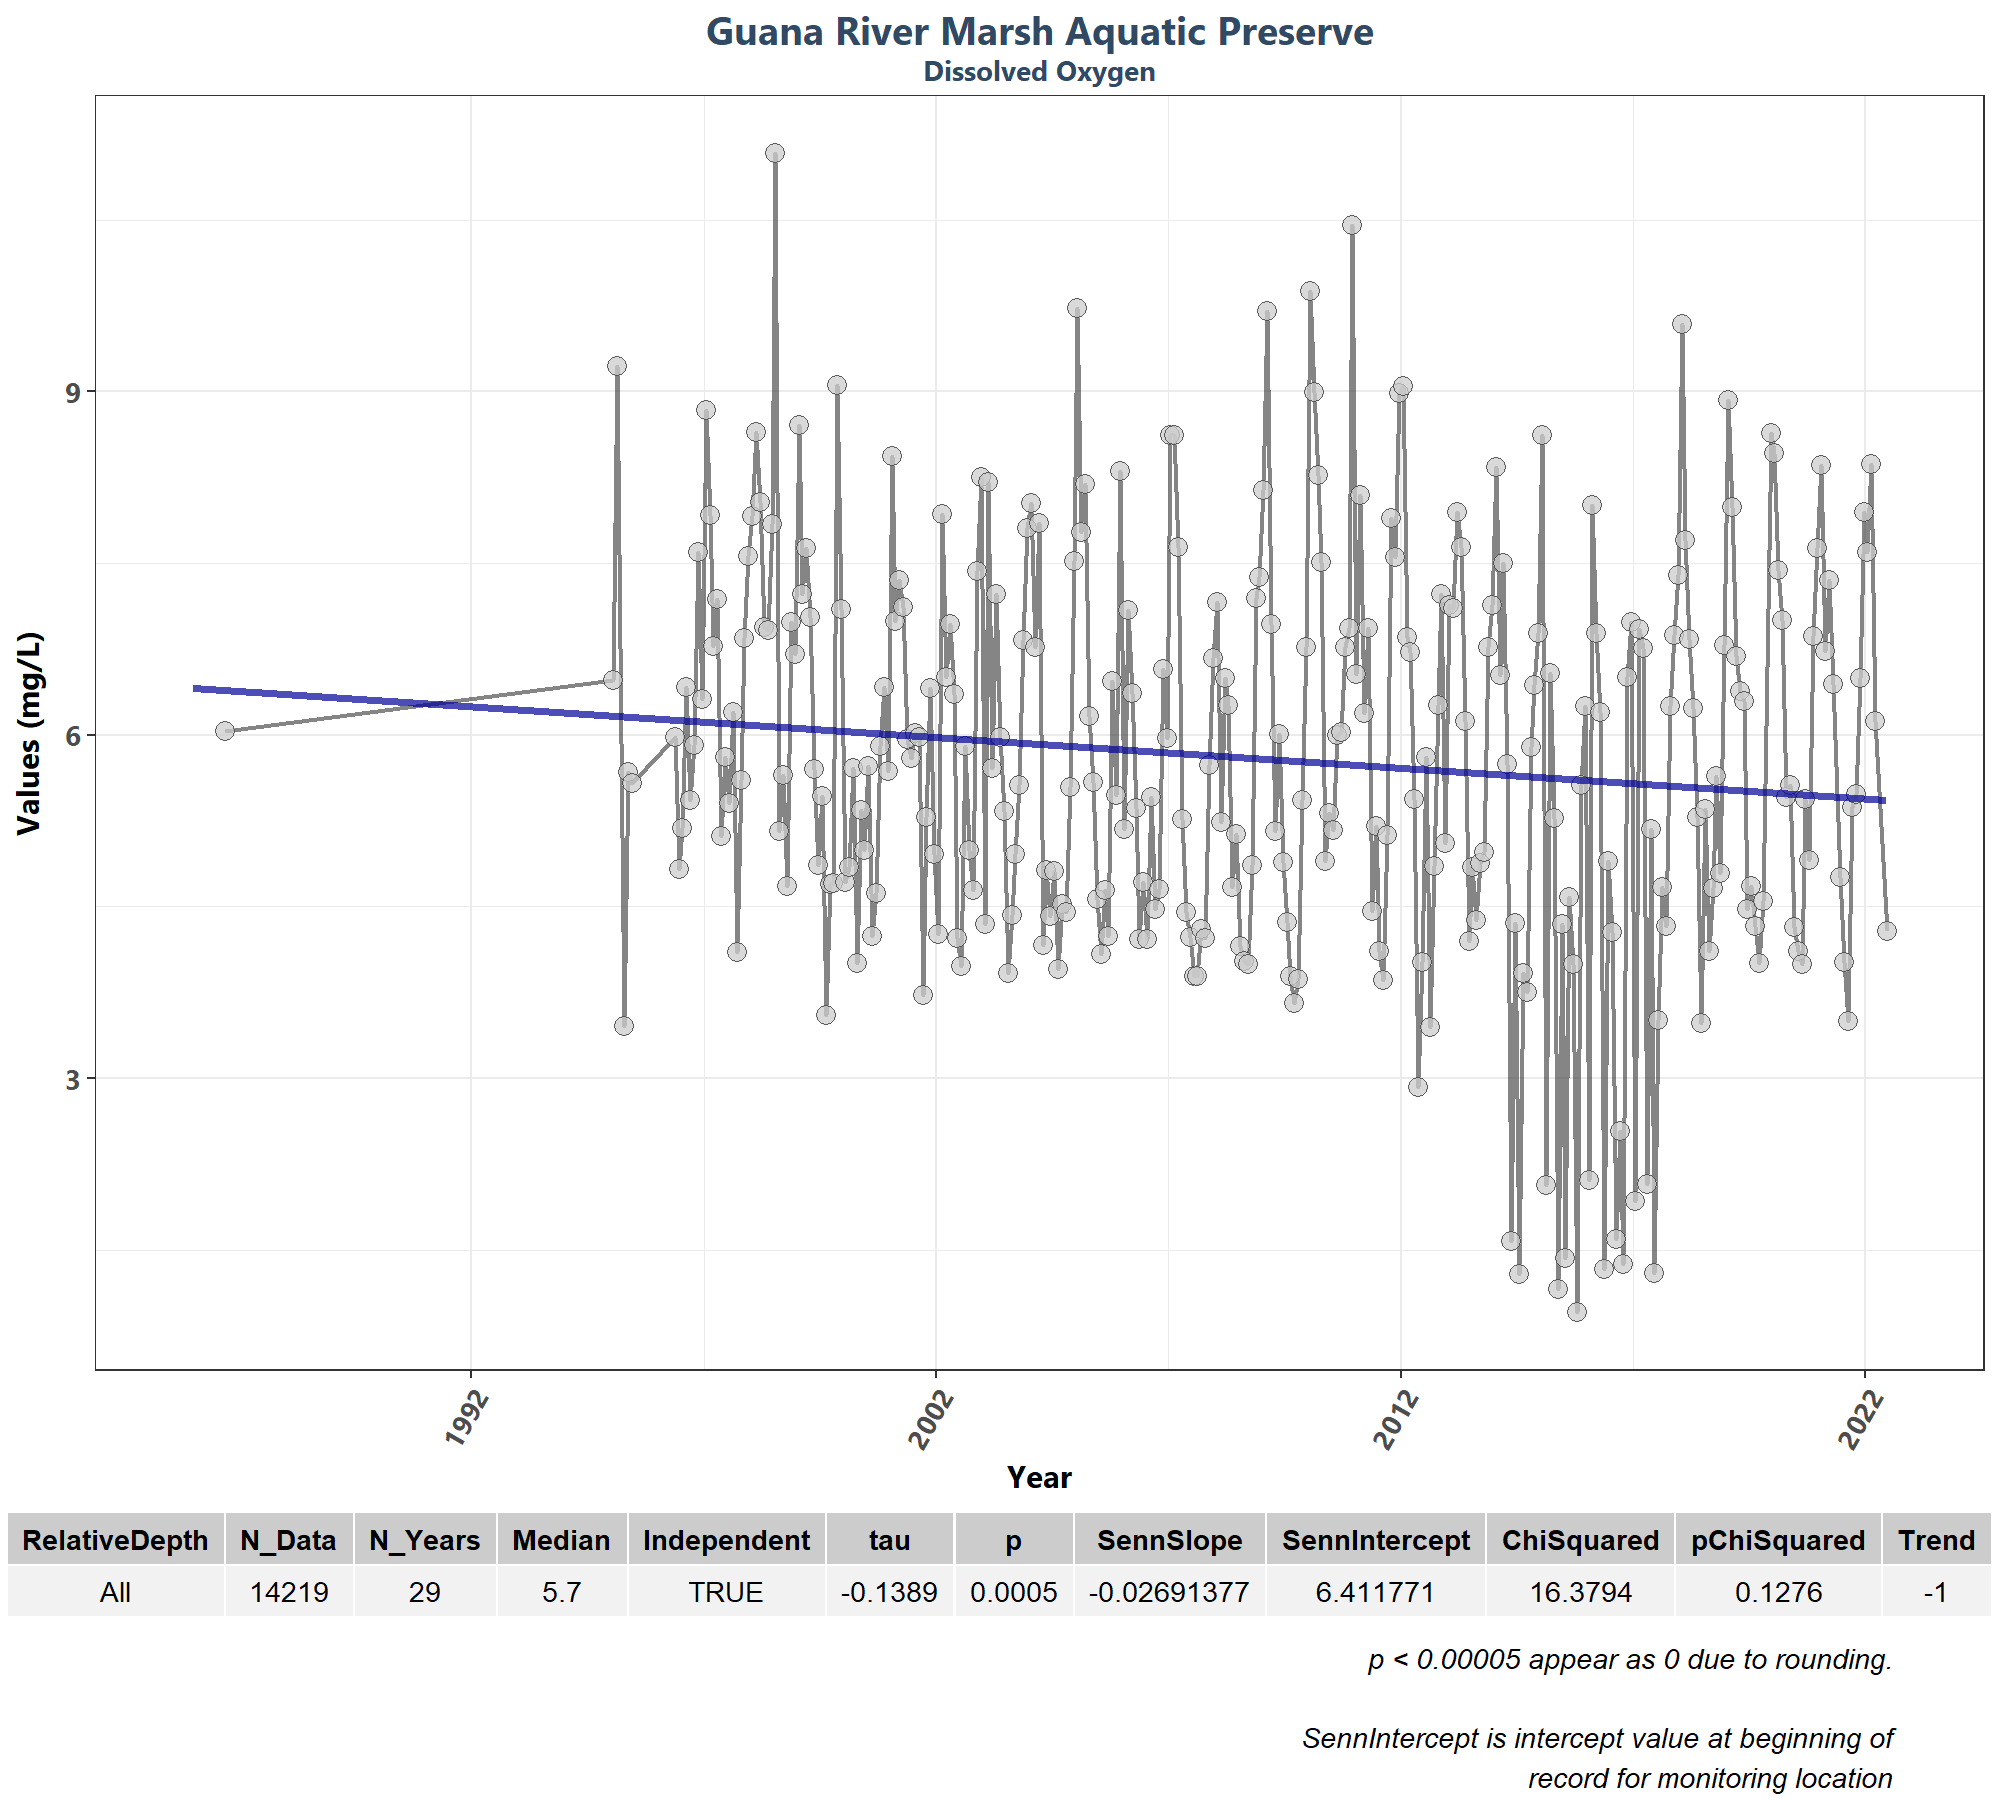 Guana River Marsh Aquatic Preserve
Dissolved Oxygen
Values (mg/L)
9
6
3
1992
2002
2012
2022
Year
RelativeDepth N_Data N_Years Median Independent tau p SennSlope SennIntercept ChiSquared pChiSquared Trend
All 14219 29 5.7 TRUE -0.1389 0.0005 -0.02691377 6.411771 16.3794 0.1276 -1
p < 0.00005 appear as 0 due to rounding.
SennIntercept is intercept value at beginning of
record for monitoring location